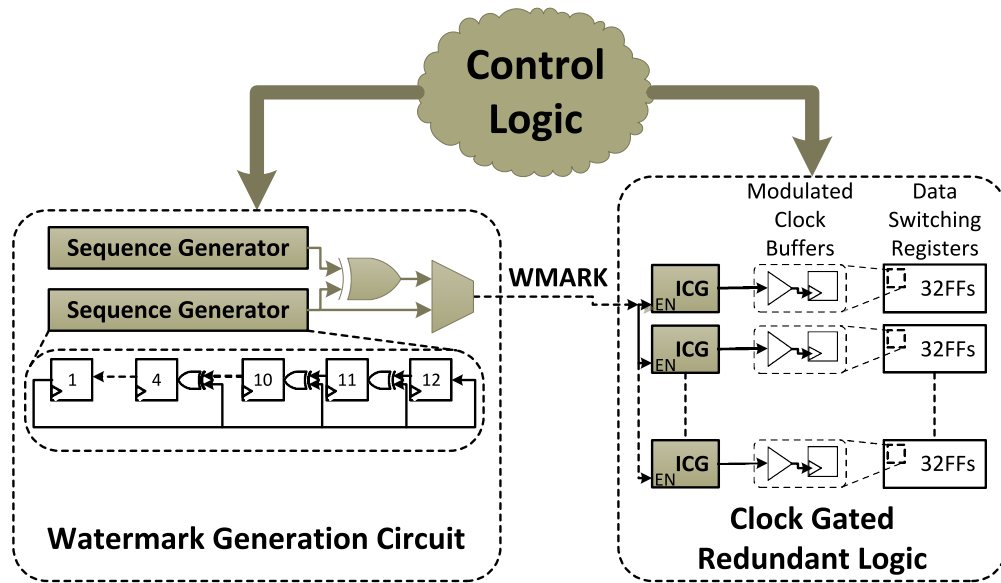 Control
Logic
Modulated
Clock
Buffers
Data
Switching
Registers
Sequence Generator
Sequence Generator
WMARK
ICG
EN
32FFs
ICG
EN
32FFs
ICG
EN
32FFs
1
4
10
11
12
Watermark Generation Circuit
Clock Gated
Redundant Logic